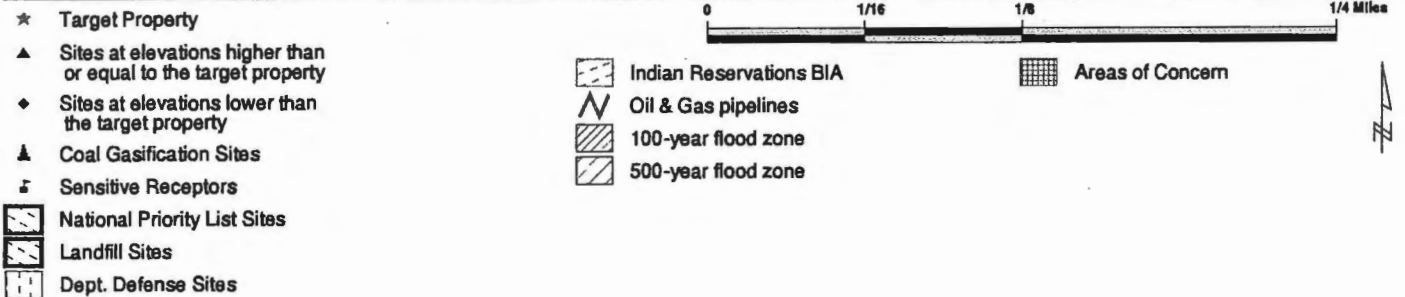 Target Property
Sites at elevations higher than
or equal to the target property
Sites at elevations lower than
the target property
Coal Gasification Sites
Sensitive Receptors
National Priority List Sites
Landfill Sites
Dept. Defense Sites
0 1/16 1/8 1/4 Miles
Indian Reservations BIA
Oil & Gas pipelines
100-year flood zone
500-year flood zone
Areas of Concern
N